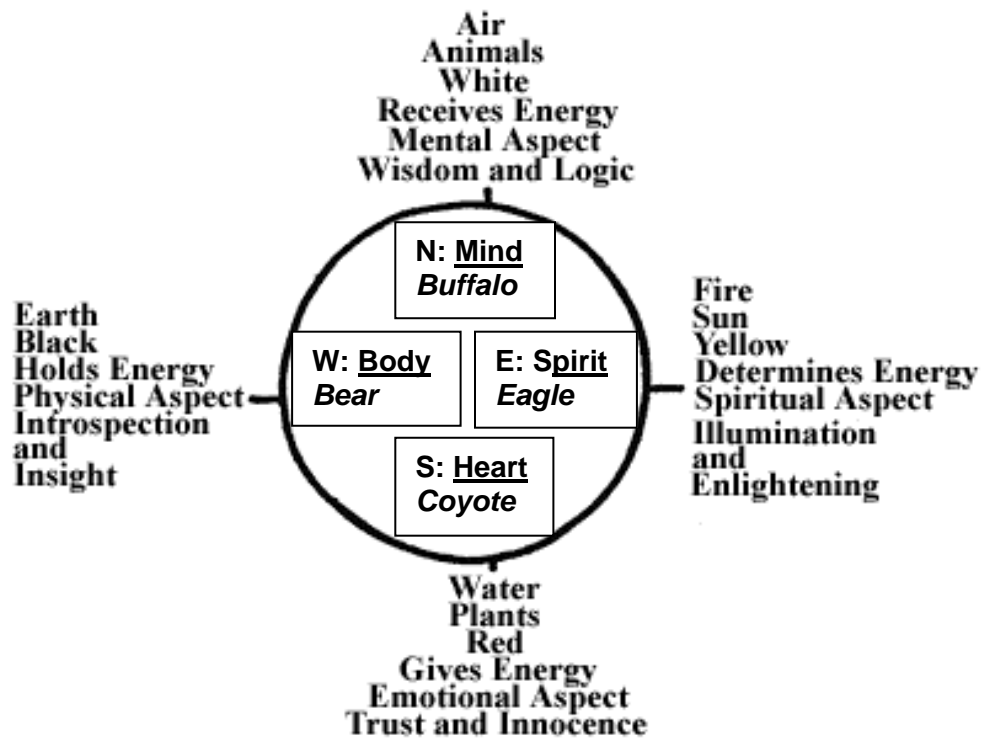 Air
Animals
White
Receives Energy
Mental Aspect
Wisdom and Logic
N: Mind
Buffalo
Earth
Black
Holds Energy
Physical Aspect
Introspection
and
Insight
W: Body
Bear
E: Spirit
Eagle
Fire
Sun
Yellow
Determines Energy
Spiritual Aspect
Illumination
and
Enlightening
S: Heart
Coyote
Water
Plants
Red
Gives Energy
Emotional Aspect
Trust and Innocence